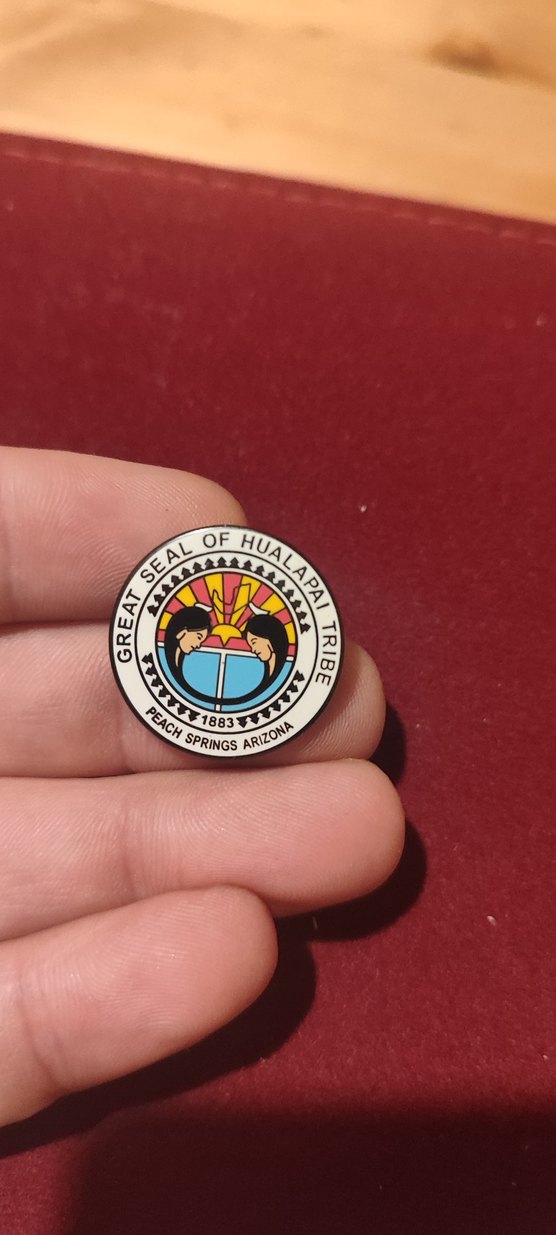 GREAT SEAL OF HUALAPAI TRIBE
1883
PEACH SPRINGS ARIZONA